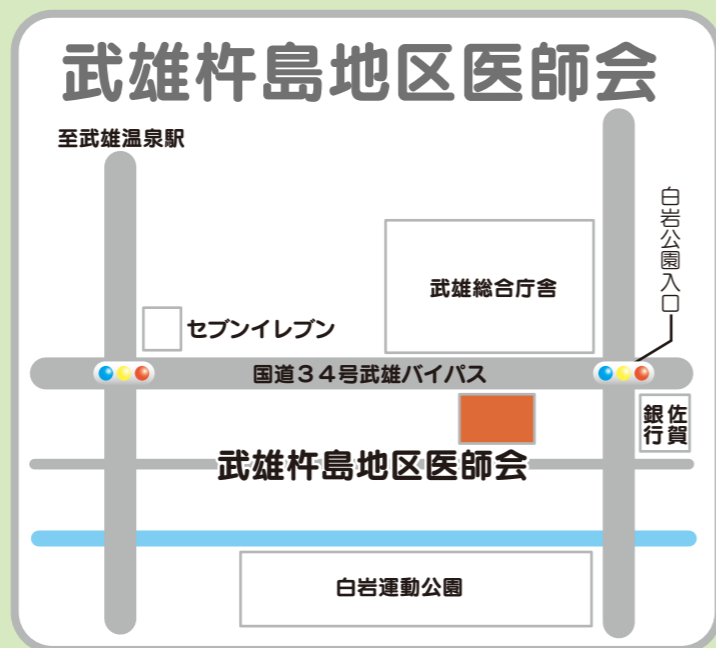 武雄杵島地区医師会
至武雄温泉駅
白岩公園入口
武雄総合庁舎
セブンイレブン
国道34号武雄バイパス
佐賀
銀行
武雄杵島地区医師会
白岩運動公園